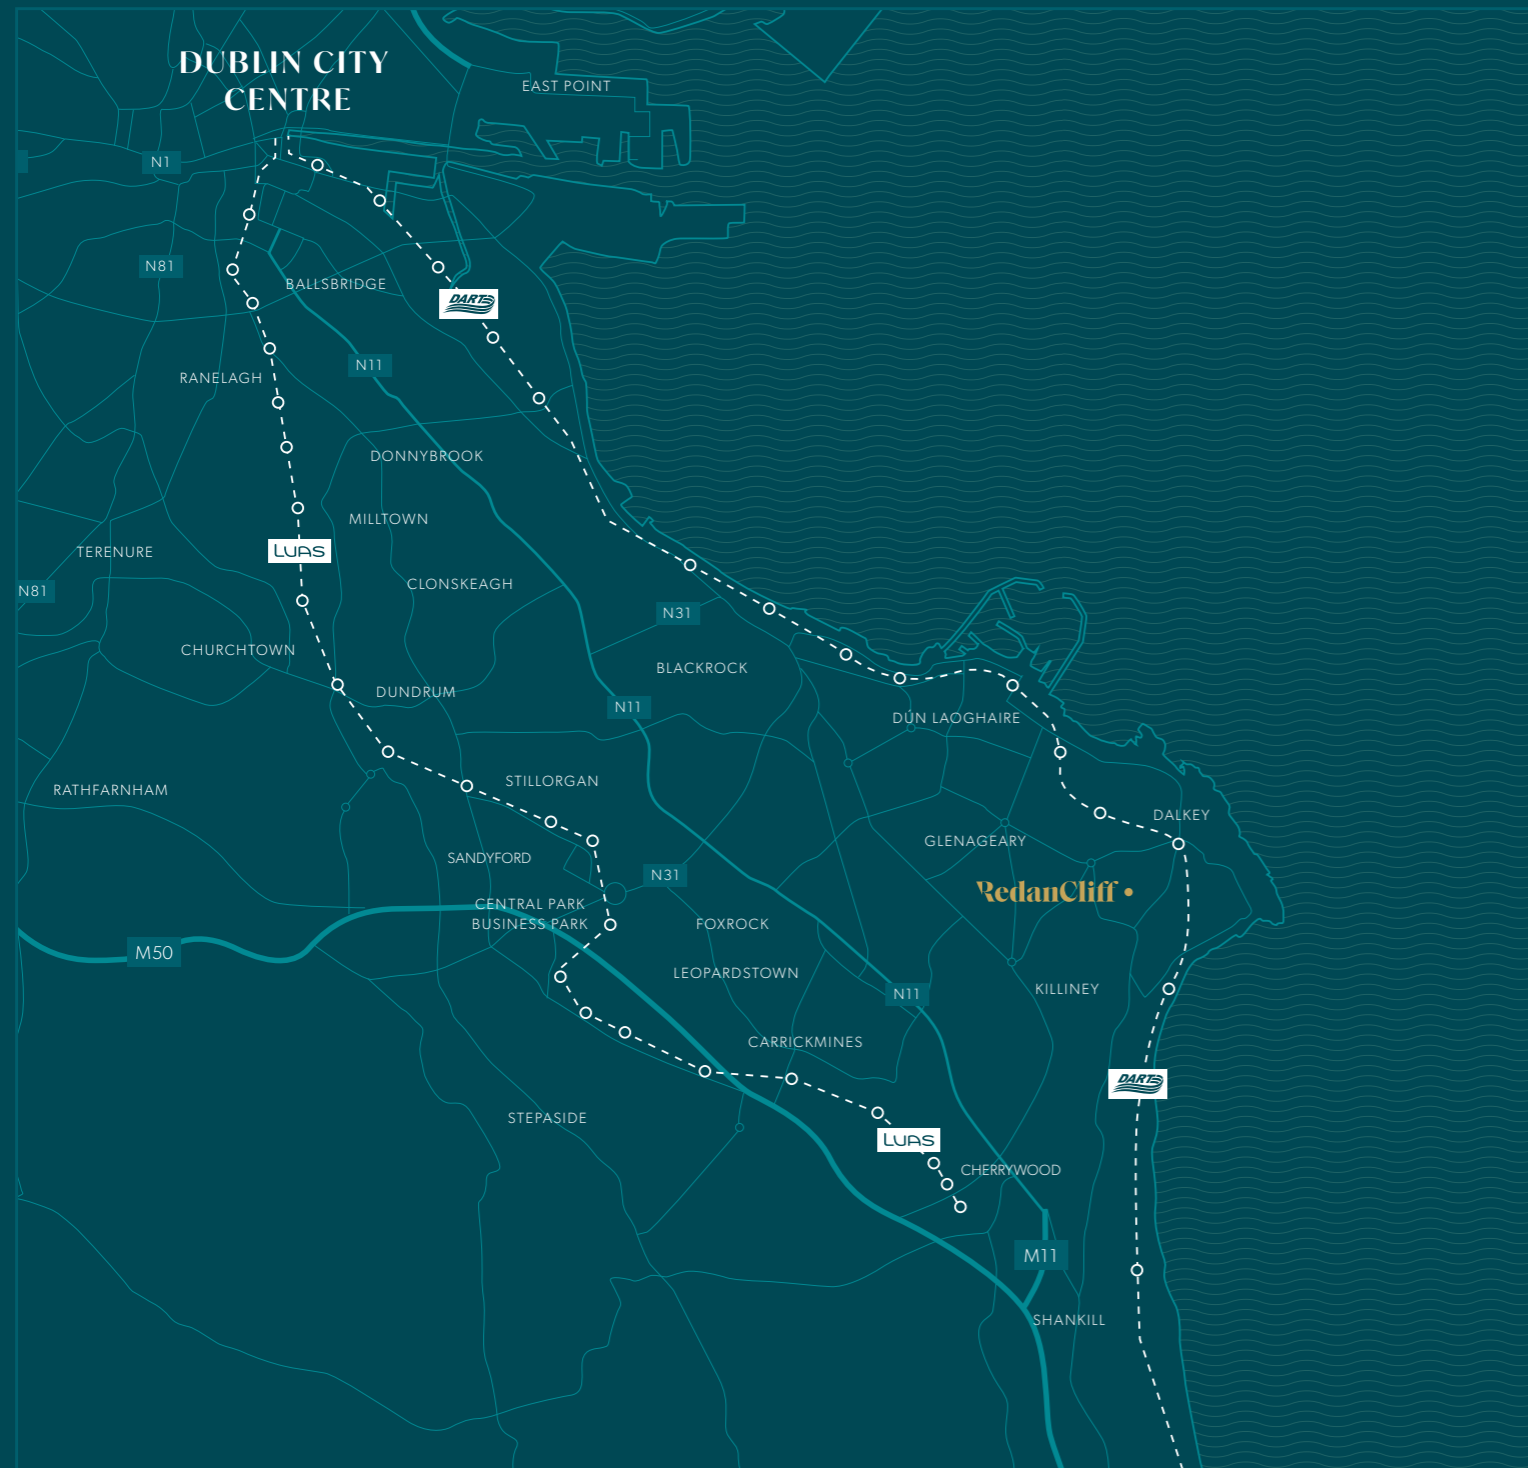 DUBLIN CITY
CENTRE
EAST POINT
N1
N81
BALLSBRIDGE
DART
N11
RANELAGH
DONNYBROOK
MILLTOWN
LUAS
TERENURE
CLONSKEAGH
N81
N31
CHURCHTOWN
BLACKROCK
DUNDRUM
N11
DUN LAOGHAIRE
STILLORGAN
RATHFARNHAM
DALKEY
GLENAGEARY
SANDYFORD
N31
RedanCliff •
CENTRAL PARK
BUSINESS PARK
FOXROCK
M50
LEOPARDSTOWN
KILLINEY
N11
CARRICKMINES
DART
STEPASIDE
LUAS
CHERRYWOOD
M11
SHANKILL